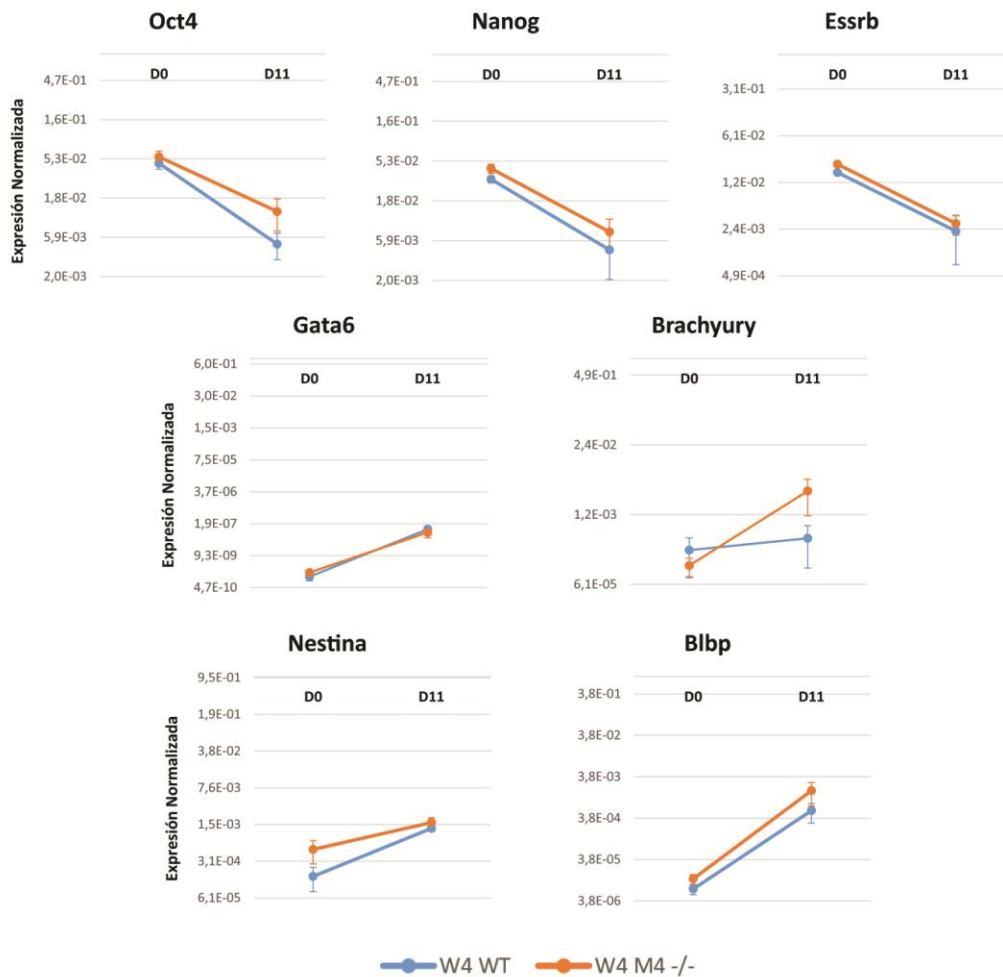 Oct4
Expresión Normalizada
D0 D11
4,7E-01
1,6E-01
5,3E-02
1,8E-02
5,9E-03
2,0E-03
Nanog
D0 D11
4,7E-01
1,6E-01
5,3E-02
1,8E-02
5,9E-03
2,0E-03
Essrb
D0 D11
3,1E-01
6,1E-02
1,2E-02
2,4E-03
4,9E-04
Gata6
Expresión Normalizada
D0 D11
6,0E-01
3,0E-02
1,5E-03
7,5E-05
3,7E-06
1,9E-07
9,3E-09
4,7E-10
Brachyury
D0 D11
4,9E-01
2,4E-02
1,2E-03
6,1E-05
Nestina
Expresión Normalizada
D0 D11
9,5E-01
1,9E-01
3,8E-02
7,6E-03
1,5E-03
3,1E-04
6,1E-05
Blbp
D0 D11
3,8E-01
3,8E-02
3,8E-03
3,8E-04
3,8E-05
3,8E-06
W4 WT W4 M4 -/-